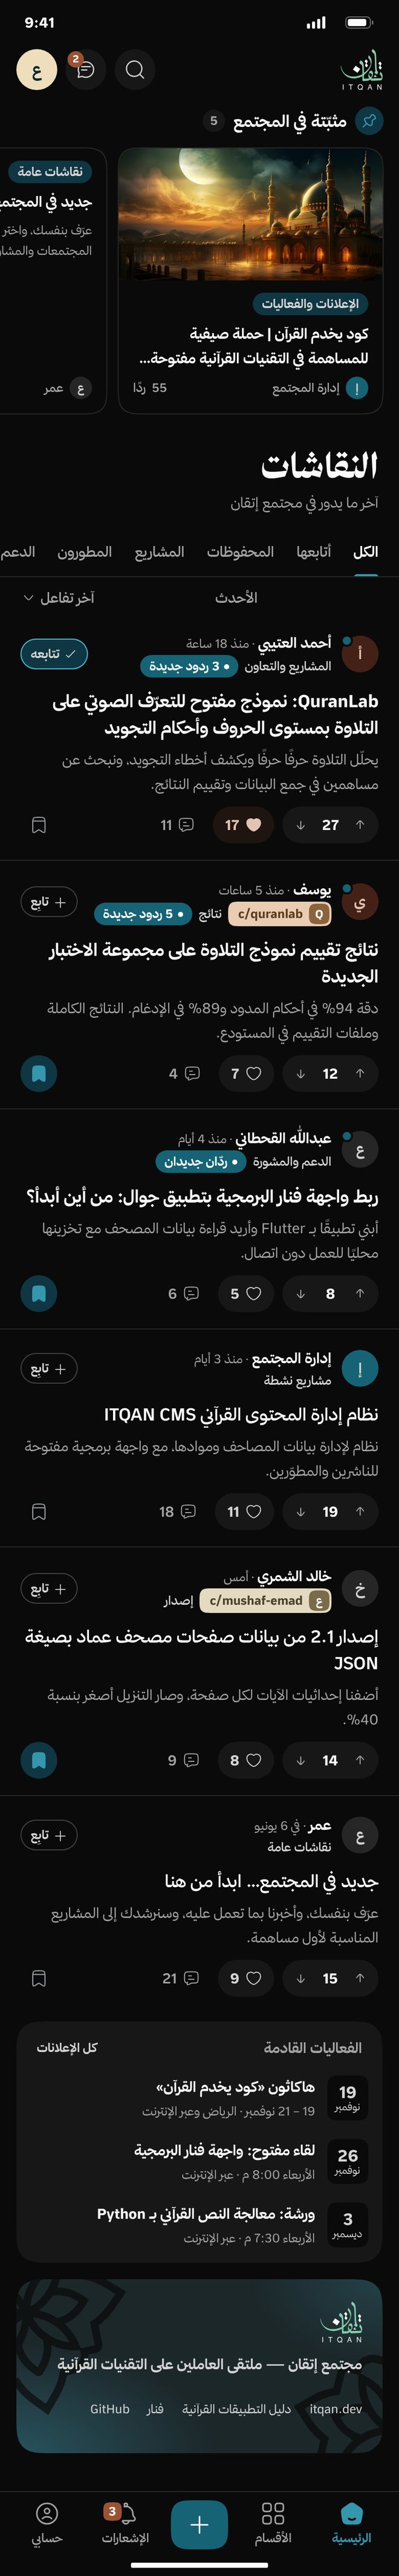 9:41
ع
2
تقان
ITQAN
مثبّتة في المجتمع
5
الإعلانات والفعاليات
كود يخدم القرآن | حملة صيفية
للمساهمة في التقنيات القرآنية مفتوحة...
إ
إدارة المجتمع
55 ردًا
نقاشات عامة
جديد في المجتمع
عرّف بنفسك، واختر
المجتمعات والمشار
ع
عمر
النقاشات
آخر ما يدور في مجتمع إتقان
الكل
أتابعها
المحفوظات
المشاريع
المطورون
الدعم
الأحدث
آخر تفاعل
أ
أحمد العتيبي · منذ 18 ساعة
المشاريع والتعاون
3 ردود جديدة
تتابعه
QuranLab: نموذج مفتوح للتعرّف الصوتي على
التلاوة بمستوى الحروف وأحكام التجويد
يحلّل التلاوة حرفًا حرفًا ويكشف أخطاء التجويد، ونبحث عن
مساهمين في جمع البيانات وتقييم النتائج.
27
17
11
ي
يوسف · منذ 5 ساعات
Q
c/quranlab
نتائج
5 ردود جديدة
تابِع
نتائج تقييم نموذج التلاوة على مجموعة الاختبار
الجديدة
دقة 94% في أحكام المدود و89% في الإدغام. النتائج الكاملة
وملفات التقييم في المستودع.
12
7
4
ع
عبدالله القحطاني · منذ 4 أيام
الدعم والمشورة
ردّان جديدان
ربط واجهة فنار البرمجية بتطبيق جوال: من أين أبدأ؟
أبني تطبيقًا بـ Flutter وأريد قراءة بيانات المصحف مع تخزينها
محليًا للعمل دون اتصال.
8
5
6
إ
إدارة المجتمع · منذ 3 أيام
مشاريع نشطة
تابِع
نظام إدارة المحتوى القرآني ITQAN CMS
نظام لإدارة بيانات المصاحف وموادها، مع واجهة برمجية مفتوحة
للناشرين والمطوّرين.
19
11
18
خ
خالد الشمري · أمس
ع
c/mushaf-emad
إصدار
تابِع
إصدار 2.1 من بيانات صفحات مصحف عماد بصيغة
JSON
أضفنا إحداثيات الآيات لكل صفحة، وصار التنزيل أصغر بنسبة
40%.
14
8
9
ع
عمر · في 6 يونيو
نقاشات عامة
تابِع
جديد في المجتمع... ابدأ من هنا
عرّف بنفسك، وأخبرنا بما تعمل عليه، وسنرشدك إلى المشاريع
المناسبة لأول مساهمة.
15
9
21
الفعاليات القادمة
كل الإعلانات
19
نوفمبر
هاكاثون «كود يخدم القرآن»
19 – 21 نوفمبر · الرياض وعبر الإنترنت
26
نوفمبر
لقاء مفتوح: واجهة فنار البرمجية
الأربعاء 8:00 م · عبر الإنترنت
3
ديسمبر
ورشة: معالجة النص القرآني بـ Python
الأربعاء 7:30 م · عبر الإنترنت
تقان
ITQAN
مجتمع إتقان — ملتقى العاملين على التقنيات القرآنية
itqan.dev
دليل التطبيقات القرآنية
فنار
GitHub
الرئيسية
الأقسام
3
الإشعارات
حسابي